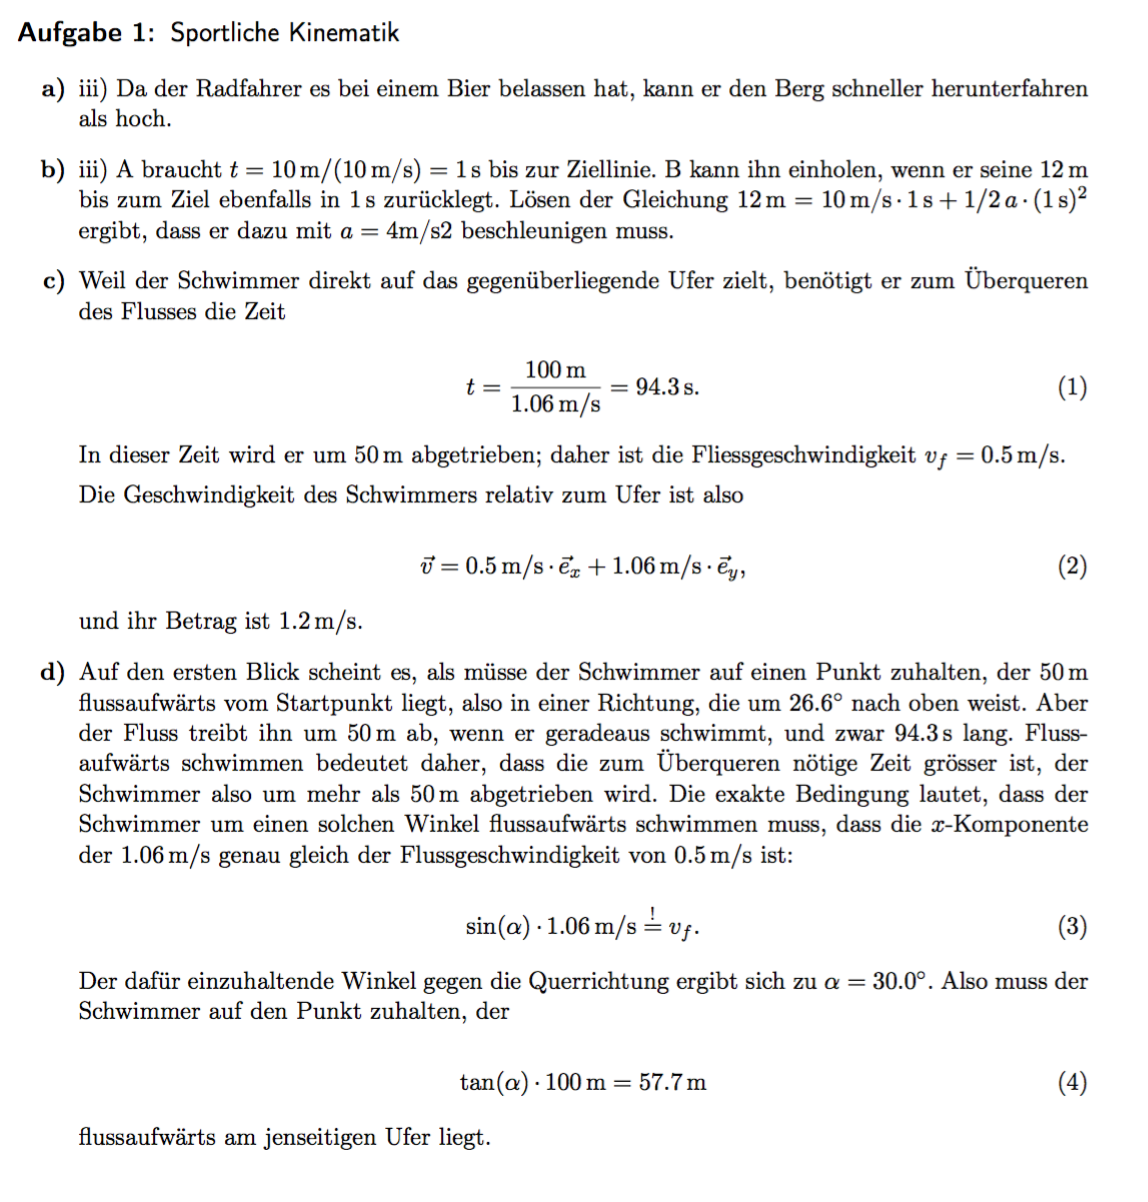 Aufgabe 1: Sportliche Kinematik
a) iii) Da der Radfahrer es bei einem Bier belassen hat, kann er den Berg schneller herunterfahren
als hoch.
b) iii) A braucht t = 10 m/(10 m/s) = 1 s bis zur Ziellinie. B kann ihn einholen, wenn er seine 12 m
bis zum Ziel ebenfalls in 1 s zurücklegt. Lösen der Gleichung 12 m = 10 m/s · 1 s + 1/2 a · (1 s)²
ergibt, dass er dazu mit a = 4m/s2 beschleunigen muss.
c) Weil der Schwimmer direkt auf das gegenüberliegende Ufer zielt, benötigt er zum Überqueren
des Flusses die Zeit
t = 100 m / 1.06 m/s = 94.3 s. (1)
In dieser Zeit wird er um 50 m abgetrieben; daher ist die Fliessgeschwindigkeit v_f = 0.5 m/s.
Die Geschwindigkeit des Schwimmers relativ zum Ufer ist also
v⃗ = 0.5 m/s · e⃗_x + 1.06 m/s · e⃗_y, (2)
und ihr Betrag ist 1.2 m/s.
d) Auf den ersten Blick scheint es, als müsse der Schwimmer auf einen Punkt zuhalten, der 50 m
flussaufwärts vom Startpunkt liegt, also in einer Richtung, die um 26.6° nach oben weist. Aber
der Fluss treibt ihn um 50 m ab, wenn er geradeaus schwimmt, und zwar 94.3 s lang. Fluss-
aufwärts schwimmen bedeutet daher, dass die zum Überqueren nötige Zeit grösser ist, der
Schwimmer also um mehr als 50 m abgetrieben wird. Die exakte Bedingung lautet, dass der
Schwimmer um einen solchen Winkel flussaufwärts schwimmen muss, dass die x-Komponente
der 1.06 m/s genau gleich der Flussgeschwindigkeit von 0.5 m/s ist:
sin(α) · 1.06 m/s =! v_f. (3)
Der dafür einzuhaltende Winkel gegen die Querrichtung ergibt sich zu α = 30.0°. Also muss der
Schwimmer auf den Punkt zuhalten, der
tan(α) · 100 m = 57.7 m (4)
flussaufwärts am jenseitigen Ufer liegt.